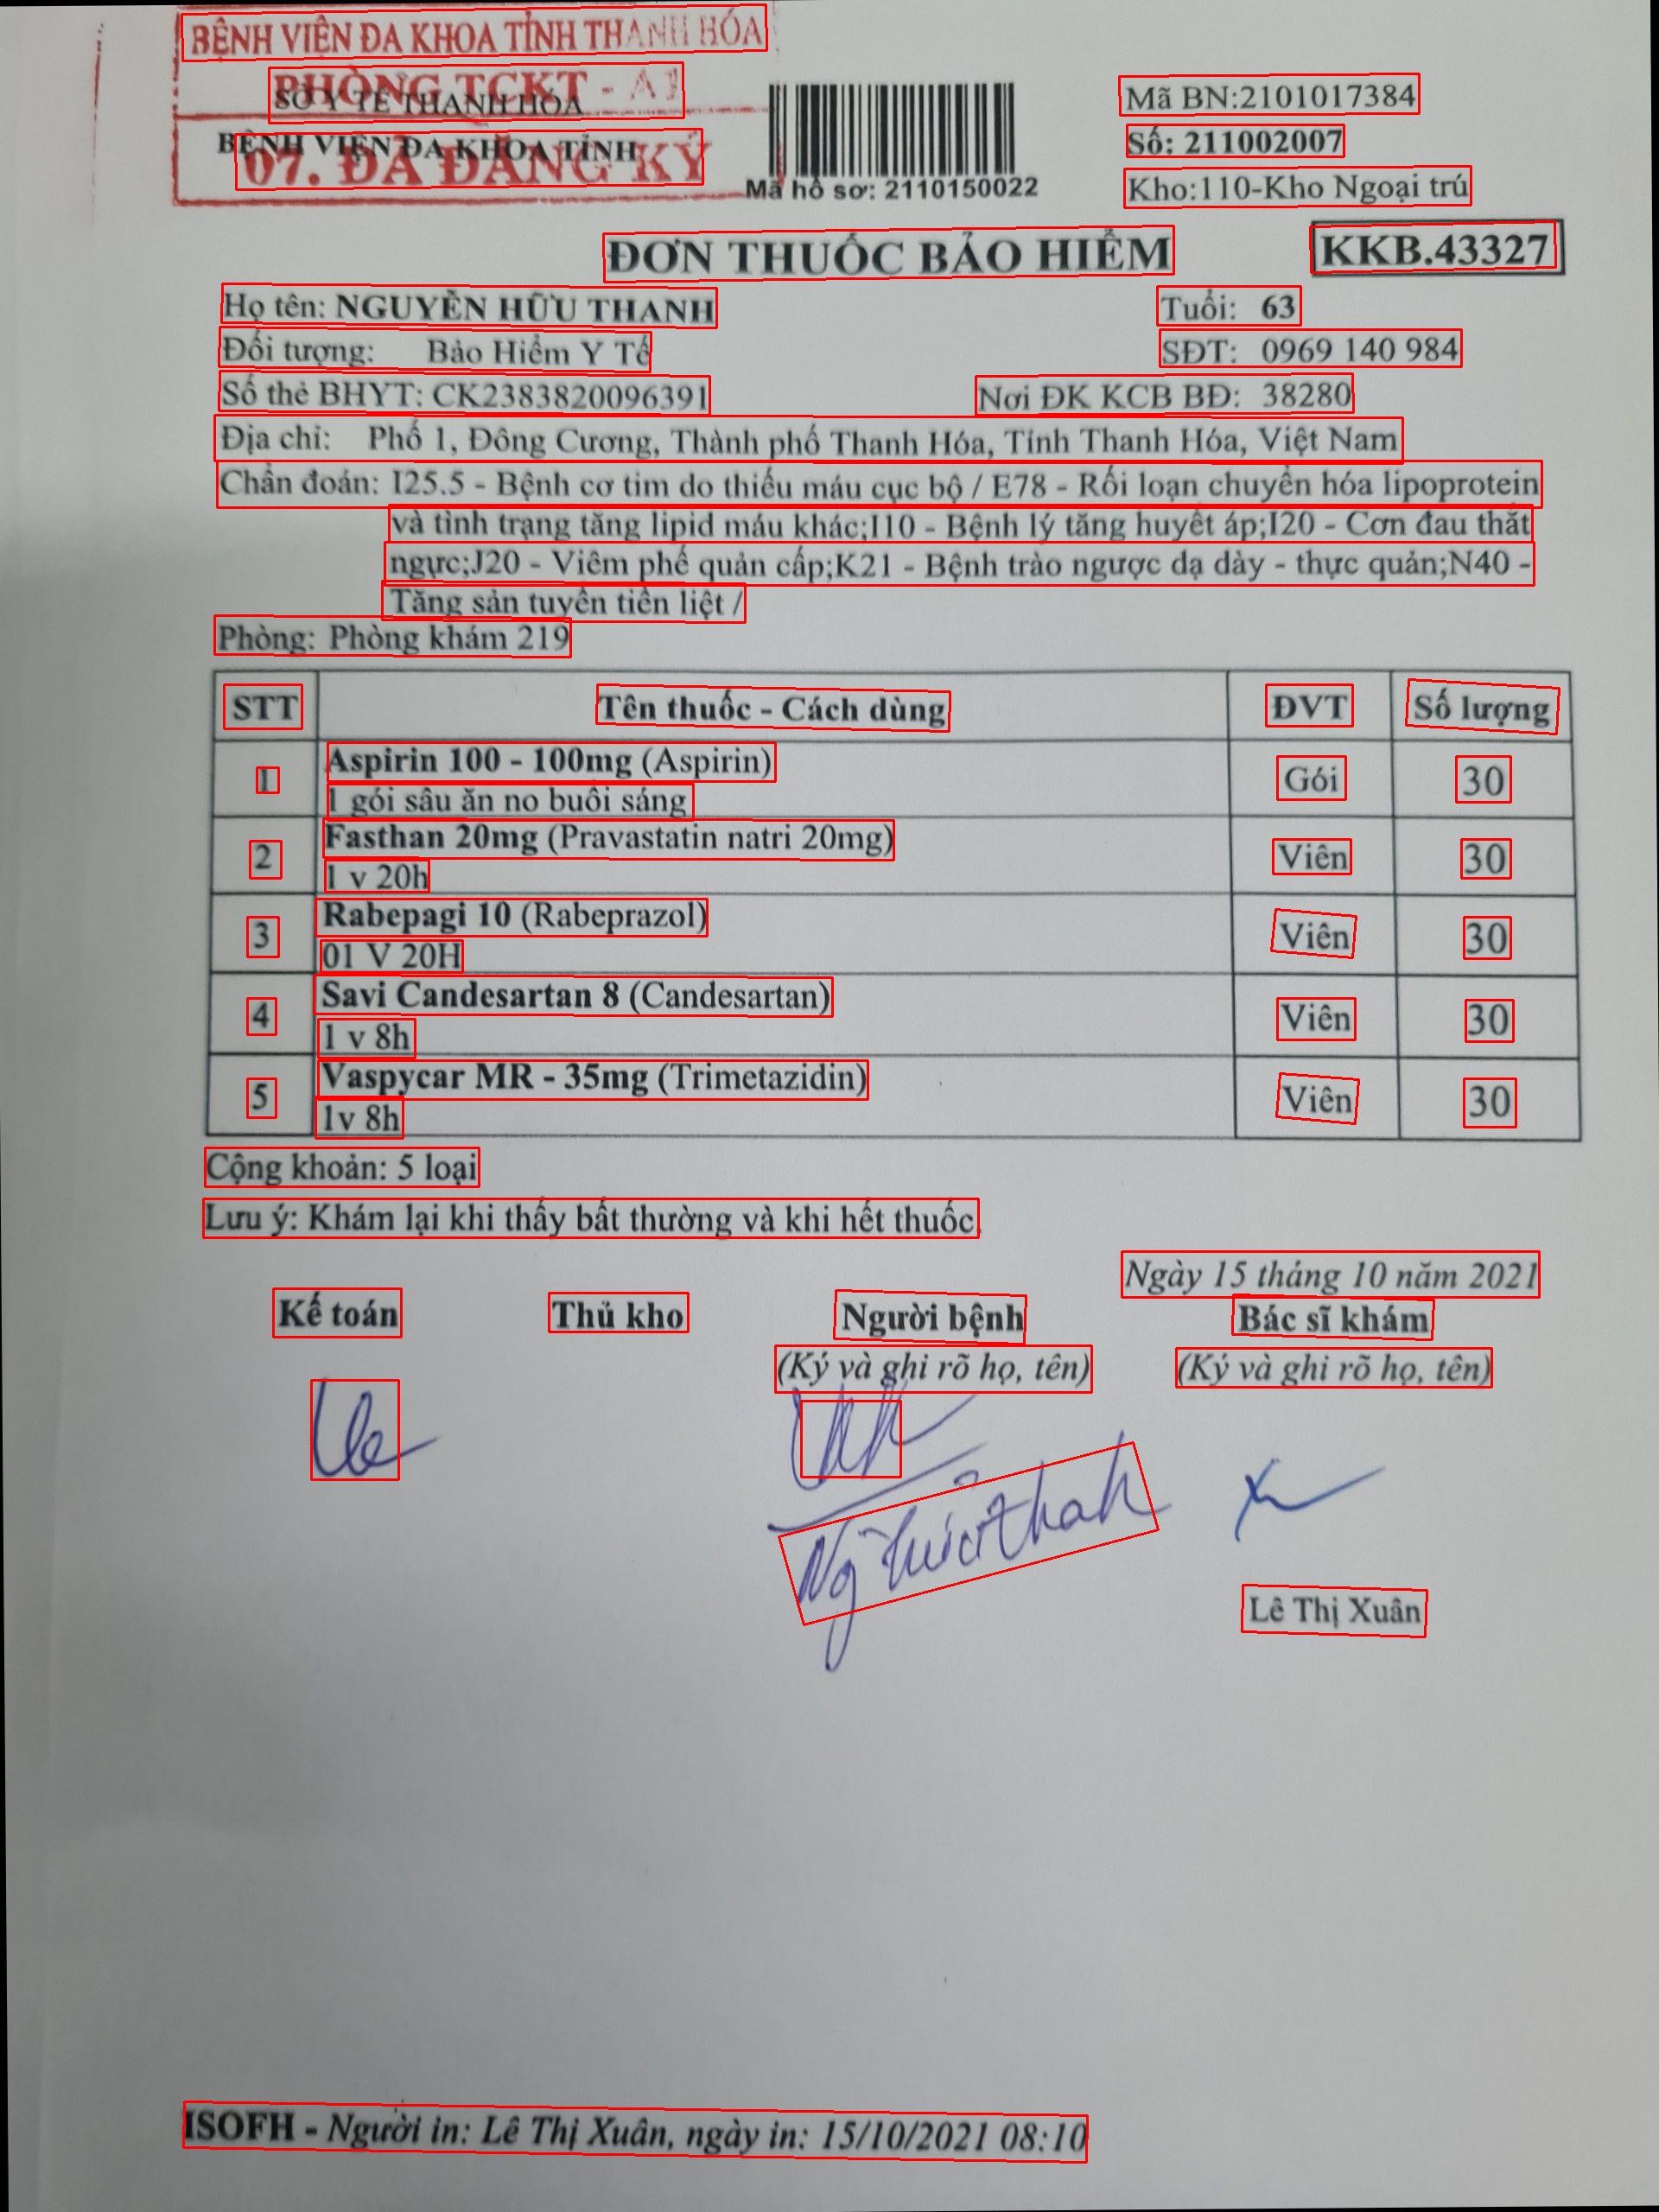 BỆNH VIỆN ĐA KHOA TỈNH THANH HÓA
PHÒNG TCKT - A1
SỞ Y TẾ THANH HÓA
BỆNH VIỆN ĐA KHOA TỈNH
07. ĐÃ ĐĂNG KÝ
Mã hồ sơ: 2110150022
Mã BN:2101017384
Số: 211002007
Kho:110-Kho Ngoại trú
ĐƠN THUỐC BẢO HIỂM
KKB.43327
Họ tên: NGUYỄN HỮU THANH Tuổi: 63
Đối tượng: Bảo Hiểm Y Tế SĐT: 0969 140 984
Số thẻ BHYT: CK2383820096391 Nơi ĐK KCB BĐ: 38280
Địa chỉ: Phố 1, Đông Cương, Thành phố Thanh Hóa, Tỉnh Thanh Hóa, Việt Nam
Chẩn đoán: I25.5 - Bệnh cơ tim do thiếu máu cục bộ / E78 - Rối loạn chuyển hóa lipoprotein
và tình trạng tăng lipid máu khác;I10 - Bệnh lý tăng huyết áp;I20 - Cơn đau thắt
ngực;J20 - Viêm phế quản cấp;K21 - Bệnh trào ngược dạ dày - thực quản;N40 -
Tăng sản tuyến tiền liệt /
Phòng: Phòng khám 219
STT Tên thuốc - Cách dùng ĐVT Số lượng
1 Aspirin 100 - 100mg (Aspirin) Gói 30
1 gói sâu ăn no buổi sáng
2 Fasthan 20mg (Pravastatin natri 20mg) Viên 30
1 v 20h
3 Rabepagi 10 (Rabeprazol) Viên 30
01 V 20H
4 Savi Candesartan 8 (Candesartan) Viên 30
1 v 8h
5 Vaspycar MR - 35mg (Trimetazidin) Viên 30
1v 8h
Cộng khoản: 5 loại
Lưu ý: Khám lại khi thấy bất thường và khi hết thuốc.
Ngày 15 tháng 10 năm 2021
Kế toán Thủ kho Người bệnh Bác sĩ khám
(Ký và ghi rõ họ, tên) (Ký và ghi rõ họ, tên)
Ng Hữu Thanh
Lê Thị Xuân
ISOFH - Người in: Lê Thị Xuân, ngày in: 15/10/2021 08:10